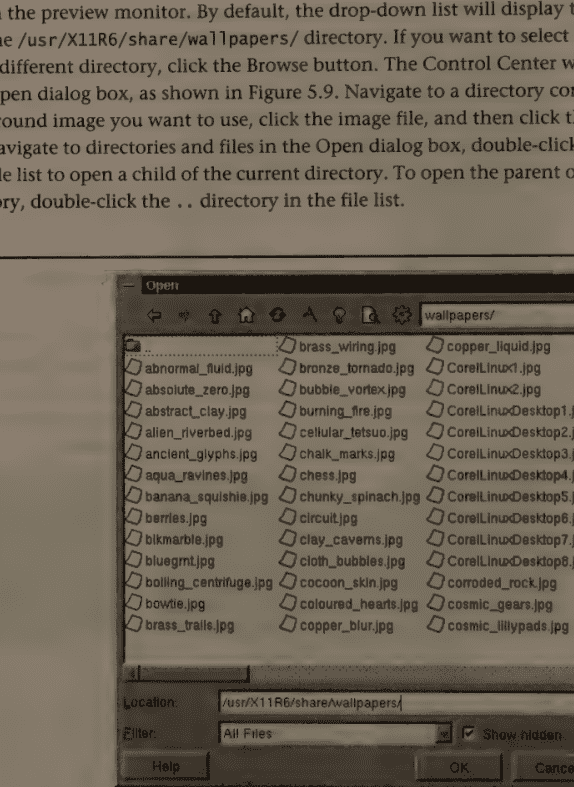 the preview monitor. By default, the drop-down list will display
/usr/X11R6/share/wallpapers/ directory. If you want to select
different directory, click the Browse button. The Control Center
pen dialog box, as shown in Figure 5.9. Navigate to a directory
ound image you want to use, click the image file, and then click
avigate to directories and files in the Open dialog box, double-click
le list to open a child of the current directory. To open the parent
ory, double-click the .. directory in the file list.
Open
wallpapers/
.. brass_wiring.jpg copper_liquid.jpg
abnormal_fluid.jpg bronze_tornado.jpg CorelLinux1.jpg
absolute_zero.jpg bubble_vortex.jpg CorelLinux2.jpg
abstract_clay.jpg burning_fire.jpg CorelLinuxDesktop1.j
alien_riverbed.jpg cellular_tetsuo.jpg CorelLinuxDesktop2.j
ancient_glyphs.jpg chalk_marks.jpg CorelLinuxDesktop3.j
aqua_ravines.jpg chess.jpg CorelLinuxDesktop4.j
banana_squishie.jpg chunky_spinach.jpg CorelLinuxDesktop5.j
berries.jpg circuit.jpg CorelLinuxDesktop6.j
blkmarble.jpg clay_caverns.jpg CorelLinuxDesktop7.j
bluegrnt.jpg cloth_bubbles.jpg CorelLinuxDesktop8.j
boiling_centrifuge.jpg cocoon_skin.jpg corroded_rock.jpg
bowtie.jpg coloured_hearts.jpg cosmic_gears.jpg
brass_trails.jpg copper_blur.jpg cosmic_lillypads.jpg
Location: /usr/X11R6/share/wallpapers/
Filter: All Files Show hidden
Help OK Cance